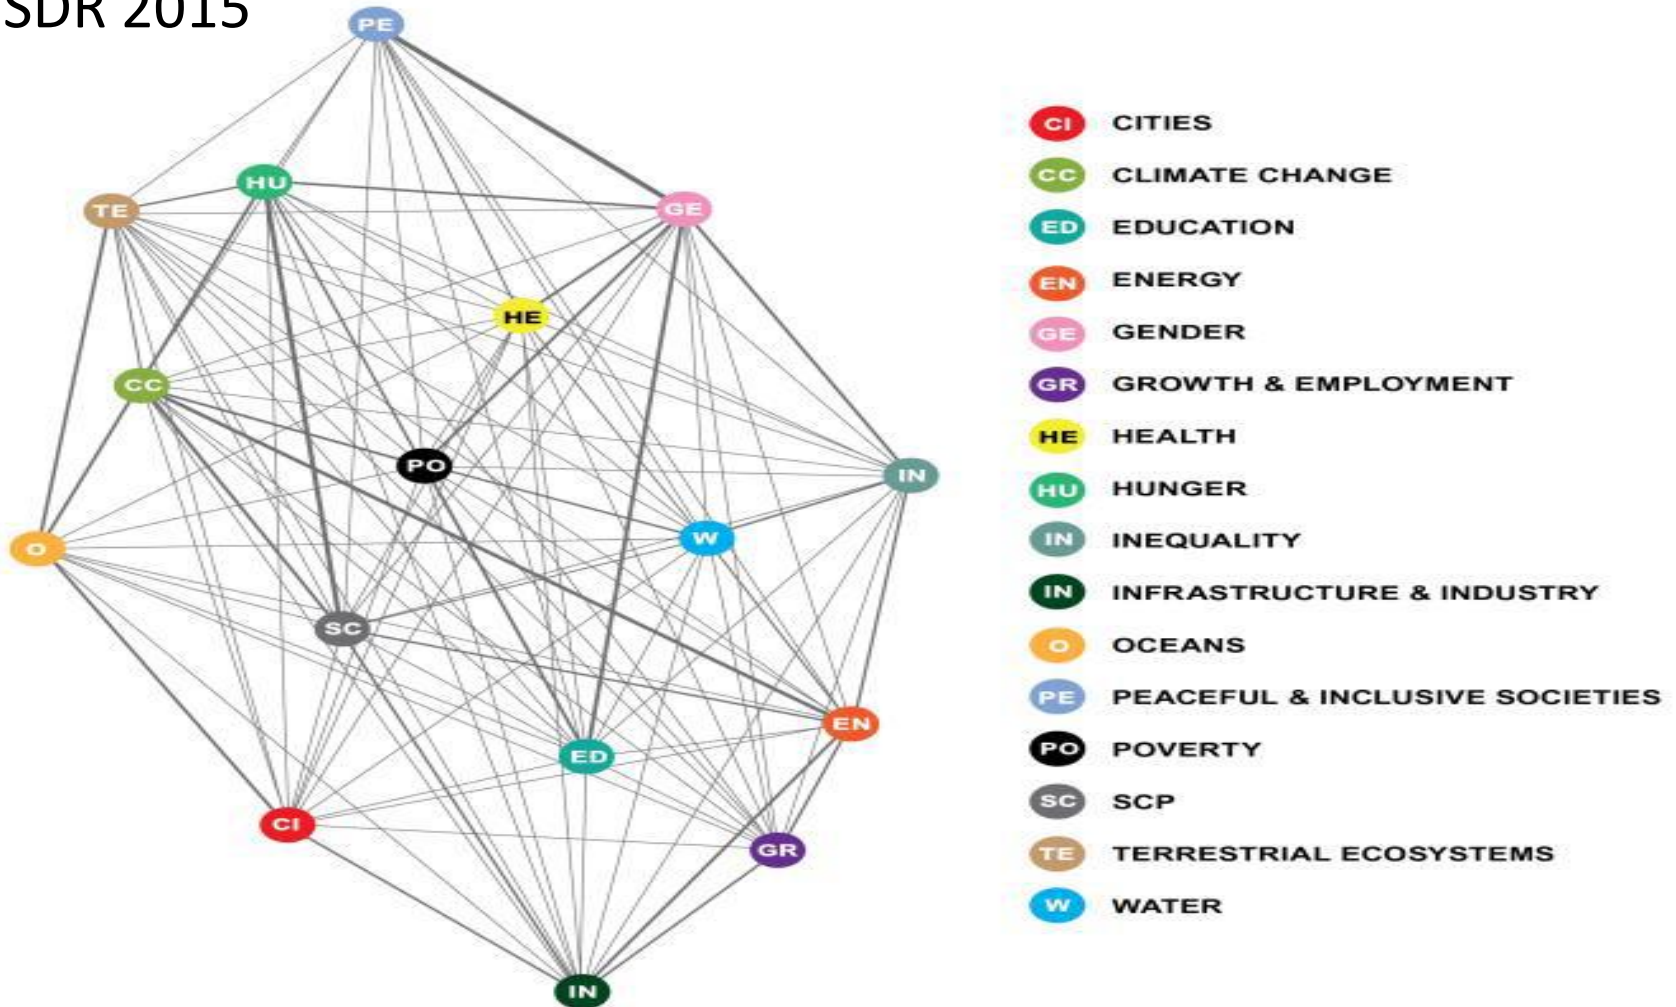 SDR 2015
PE
HU
TE
GE
HE
CC
PO
IN
O
W
SC
EN
ED
CI
GR
IN
CI CITIES
CC CLIMATE CHANGE
ED EDUCATION
EN ENERGY
GE GENDER
GR GROWTH & EMPLOYMENT
HE HEALTH
HU HUNGER
IN INEQUALITY
IN INFRASTRUCTURE & INDUSTRY
O OCEANS
PE PEACEFUL & INCLUSIVE SOCIETIES
PO POVERTY
SC SCP
TE TERRESTRIAL ECOSYSTEMS
W WATER